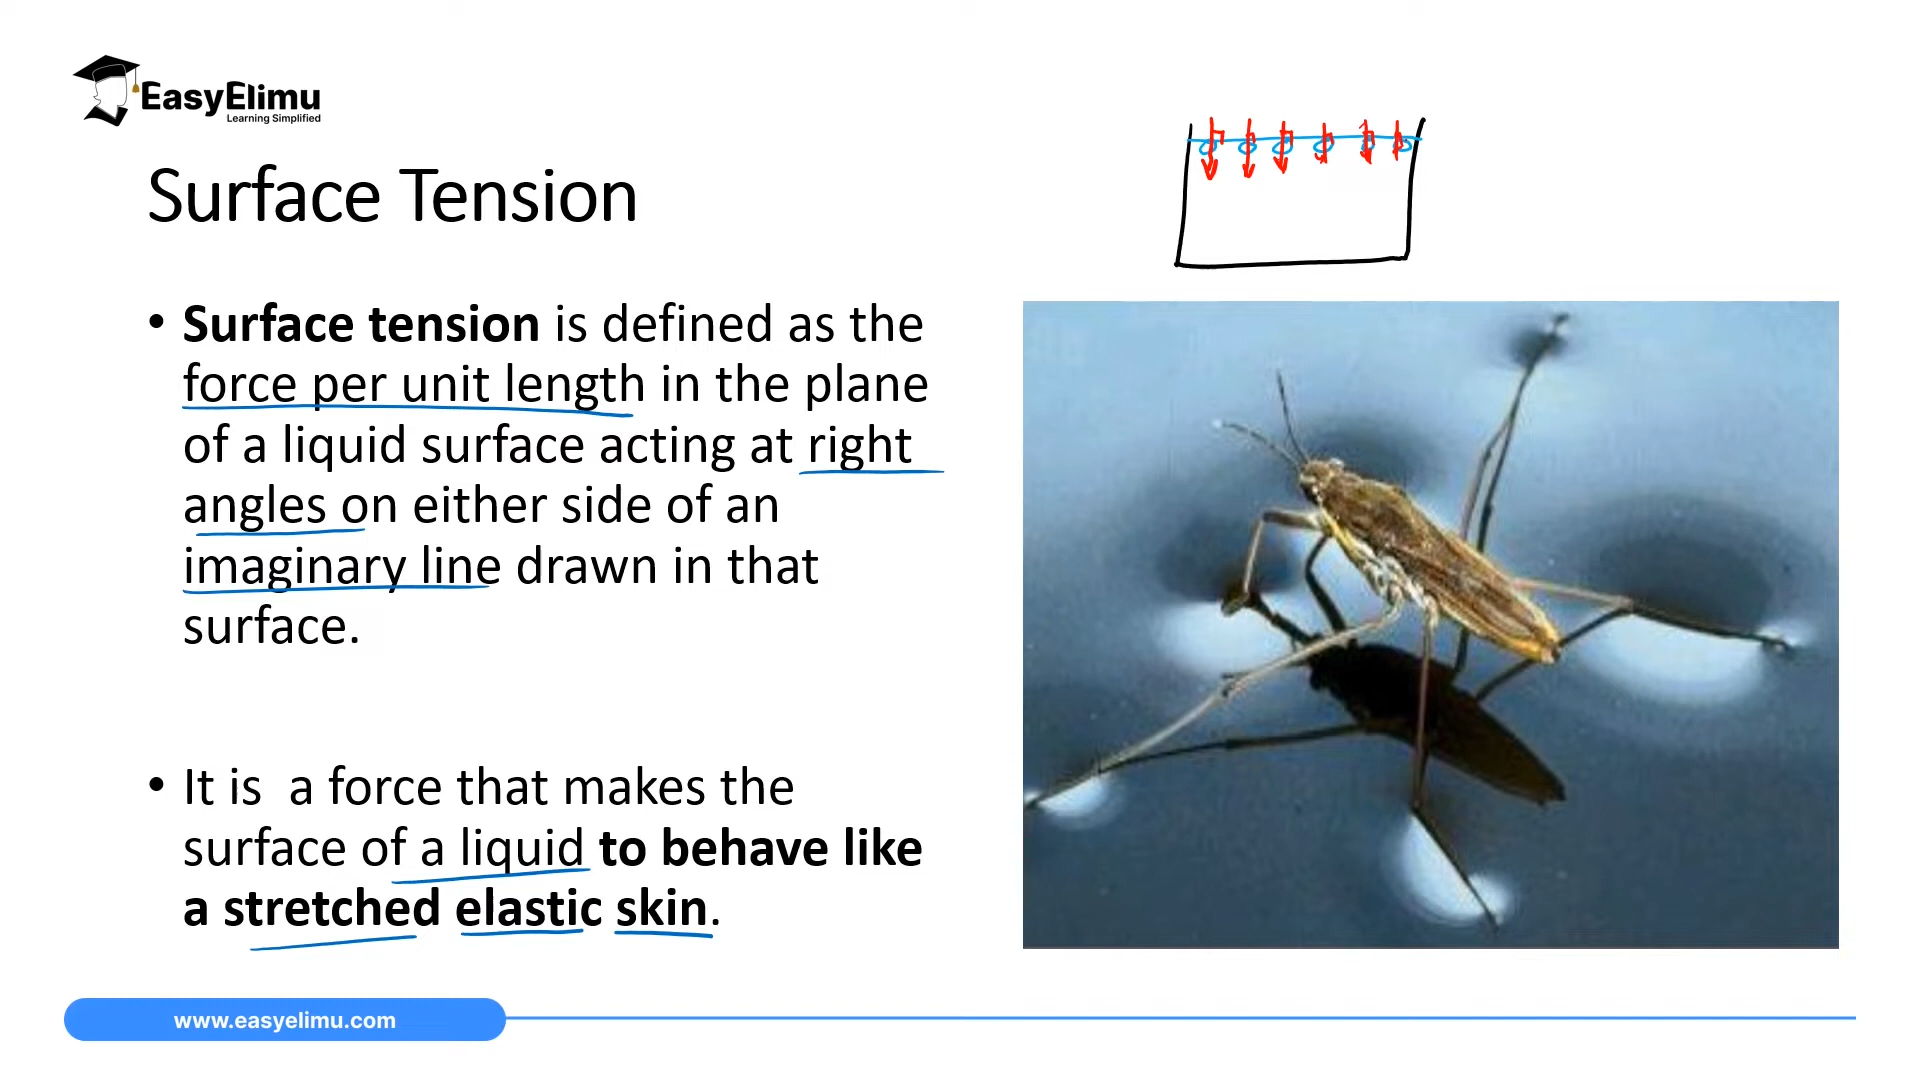 EasyElimu
Learning Simplified
Surface Tension
• Surface tension is defined as the
force per unit length in the plane
of a liquid surface acting at right
angles on either side of an
imaginary line drawn in that
surface.
• It is a force that makes the
surface of a liquid to behave like
a stretched elastic skin.
www.easyelimu.com